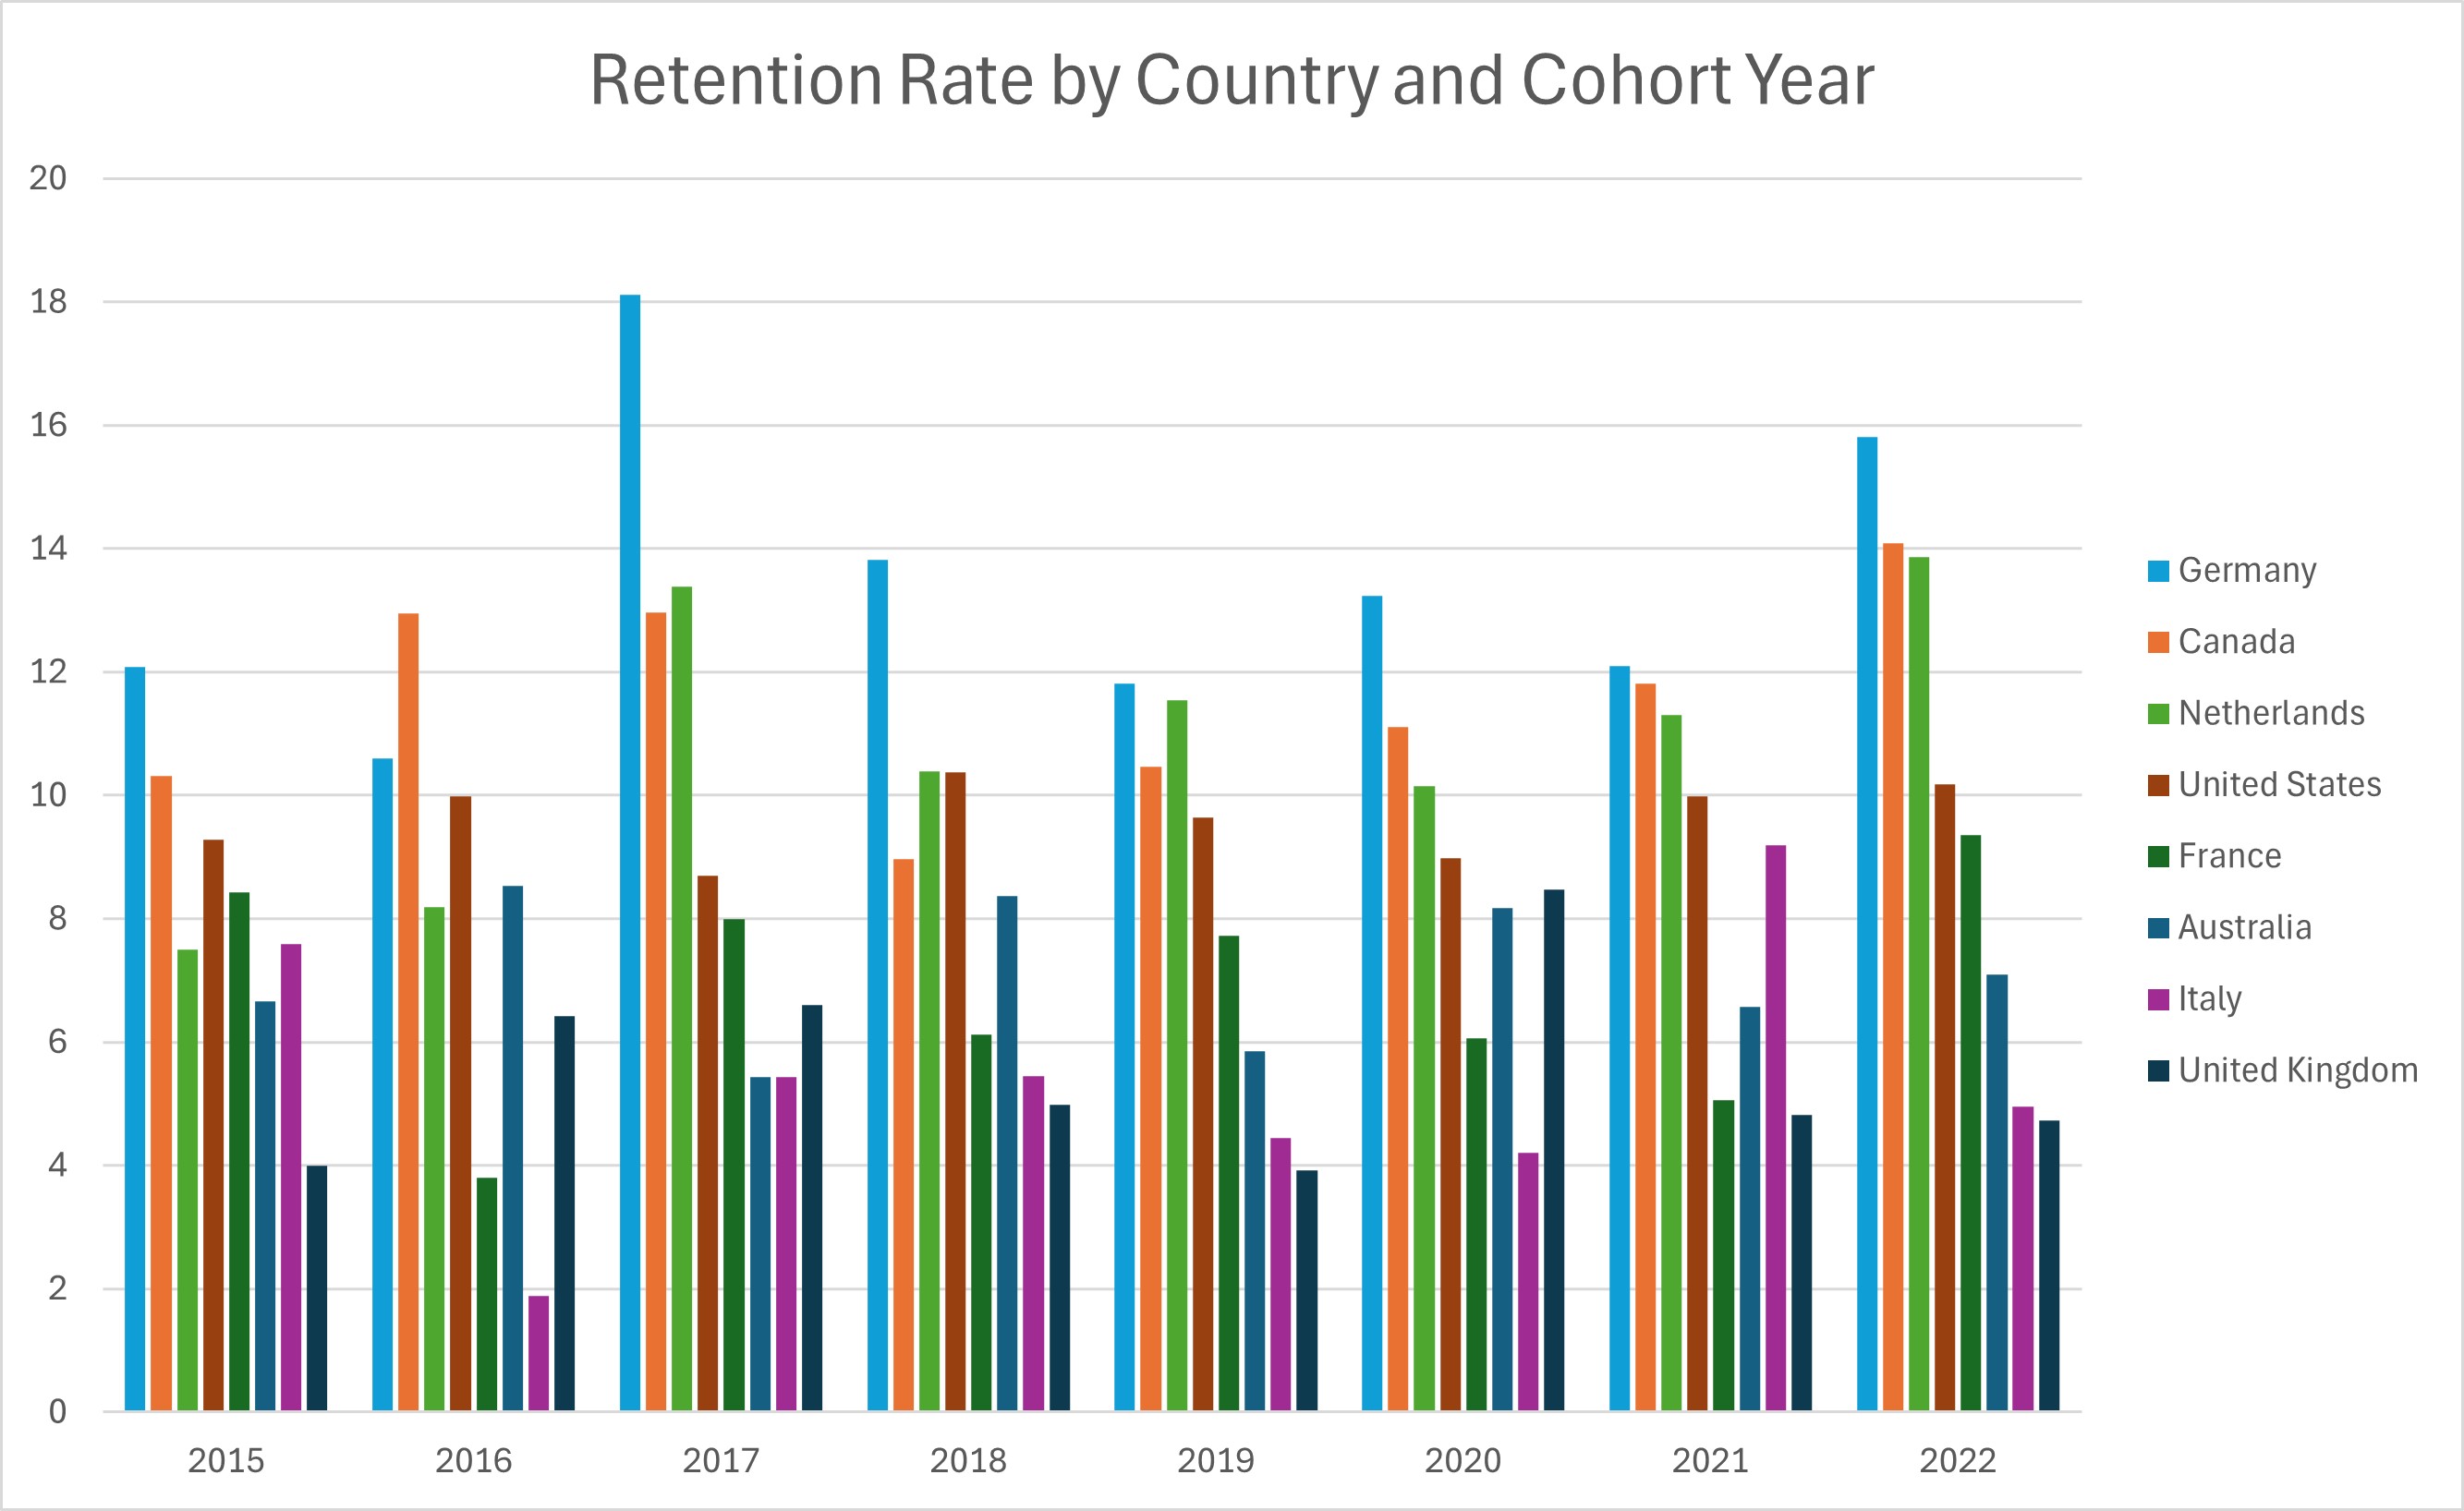 Retention Rate by Country and Cohort Year
20
18
16
14
12
10
8
6
4
2
0
2015 2016 2017 2018 2019 2020 2021 2022
Germany
Canada
Netherlands
United States
France
Australia
Italy
United Kingdom